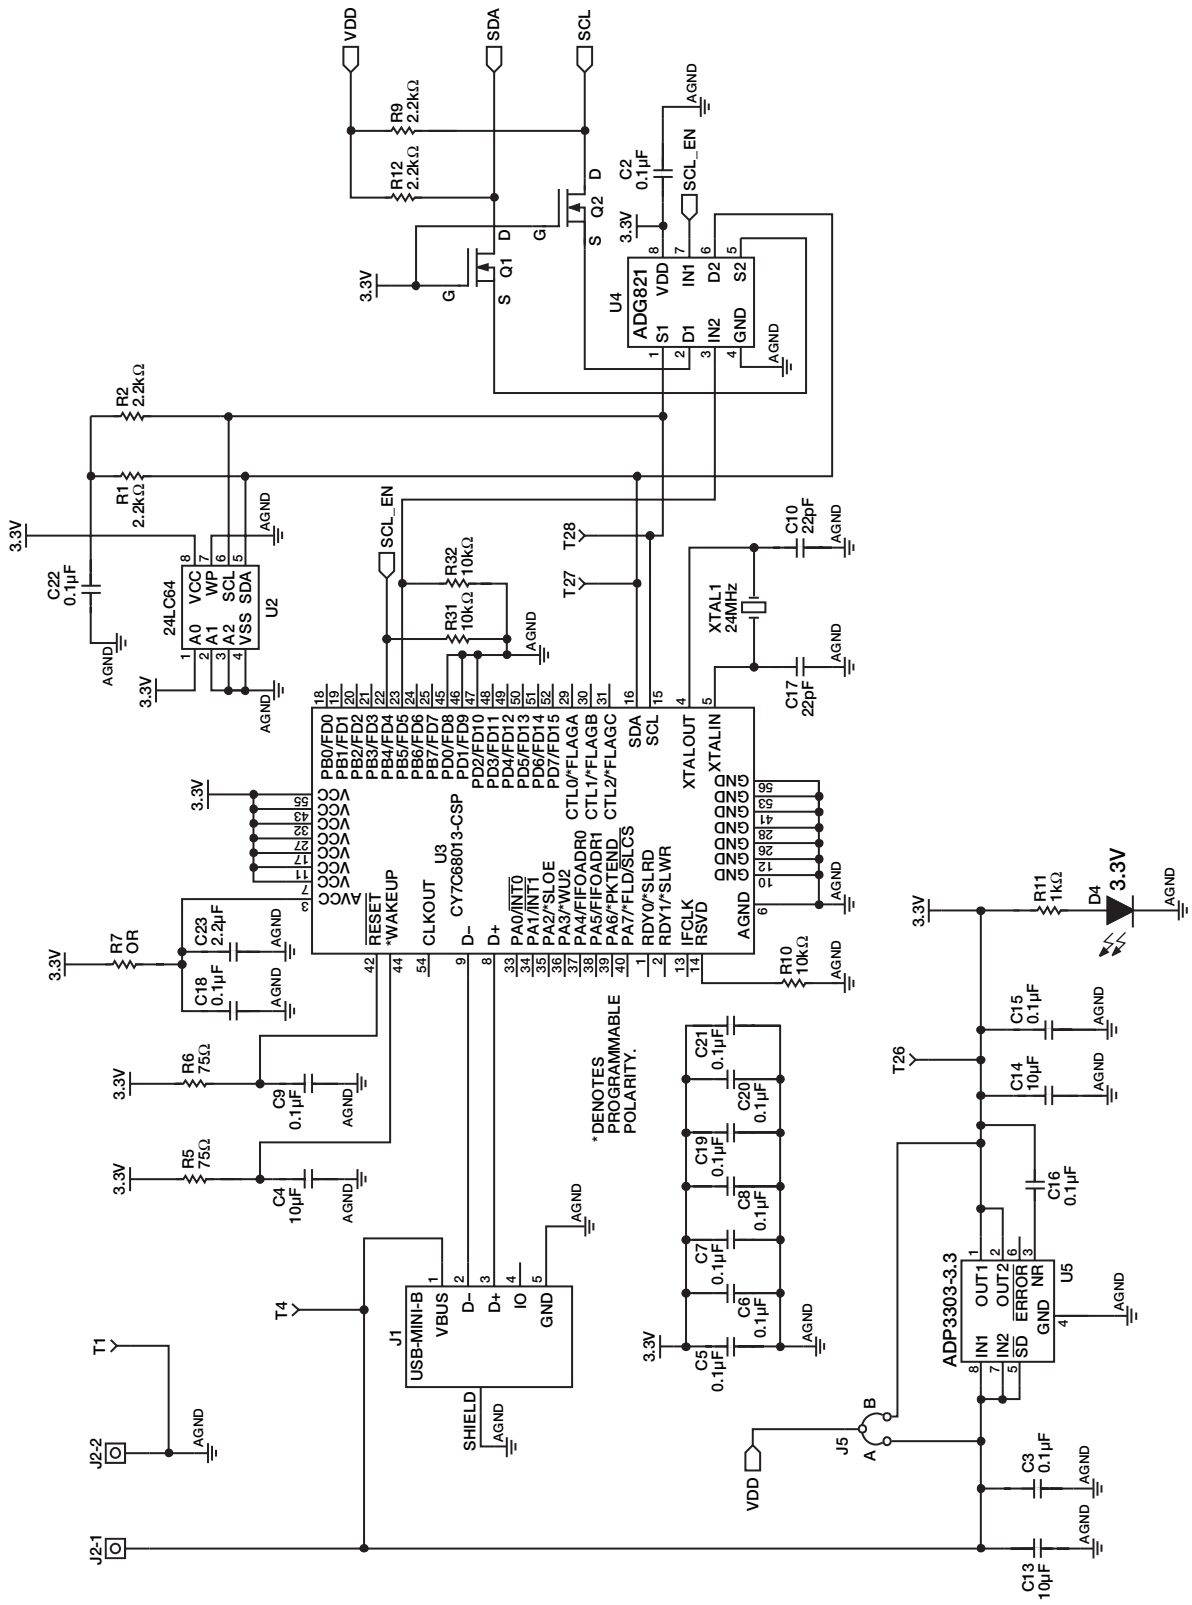 J2-1
J2-2
T1
AGND
T4
J1
USB-MINI-B
VBUS 1
D− 2
D+ 3
IO 4
GND 5
SHIELD
AGND
AGND
3.3V
R5
75Ω
C4
10µF
AGND
3.3V
R6
75Ω
C9
0.1µF
AGND
3.3V
R7
OR
C18
0.1µF
AGND
C23
2.2µF
AGND
3.3V
U3
CY7C68013-CSP
AVCC 3
VCC 7
VCC 11
VCC 17
VCC 27
VCC 32
VCC 43
VCC 55
42 RESET
44 *WAKEUP
54 CLKOUT
9 D−
8 D+
33 PA0/INT0
34 PA1/INT1
35 PA2/*SLOE
36 PA3/*WU2
37 PA4/FIFOADR0
38 PA5/FIFOADR1
39 PA6/*PKTEND
40 PA7/*FLD/SLCS
1 RDY0/*SLRD
2 RDY1/*SLWR
13 IFCLK
14 RSVD
PB0/FD0 18
PB1/FD1 19
PB2/FD2 20
PB3/FD3 21
PB4/FD4 22
PB5/FD5 23
PB6/FD6 24
PB7/FD7 25
PD0/FD8 45
PD1/FD9 46
PD2/FD10 47
PD3/FD11 48
PD4/FD12 49
PD5/FD13 50
PD6/FD14 51
PD7/FD15 52
CTL0/*FLAGA 29
CTL1/*FLAGB 30
CTL2/*FLAGC 31
SDA 16
SCL 15
XTALOUT 4
XTALIN 5
AGND 9
GND 10
GND 12
GND 26
GND 28
GND 41
GND 53
GND 56
AGND
R10
10kΩ
AGND
*DENOTES
PROGRAMMABLE
POLARITY.
3.3V
24LC64
U2
1 A0
2 A1
3 A2
4 VSS
VCC 8
WP 7
SCL 6
SDA 5
AGND
3.3V
AGND
C22
0.1µF
AGND
R1
2.2kΩ
R2
2.2kΩ
SCL_EN
R31
10kΩ
R32
10kΩ
AGND
T27
T28
XTAL1
24MHz
C17
22pF
AGND
C10
22pF
AGND
3.3V
G
D
S
Q1
G
D
S
Q2
R12
2.2kΩ
R9
2.2kΩ
VDD
SDA
SCL
U4
ADG821
1 S1
2 D1
3 IN2
4 GND
VDD 8
IN1 7
D2 6
S2 5
AGND
3.3V
C2
0.1µF
AGND
SCL_EN
3.3V
C5
0.1µF
C6
0.1µF
C7
0.1µF
C8
0.1µF
C19
0.1µF
C20
0.1µF
C21
0.1µF
AGND
VDD
J5
A
B
C13
10µF
AGND
C3
0.1µF
AGND
ADP3303-3.3
U5
8 IN1
7 IN2
5 SD
OUT1 1
OUT2 2
ERROR 6
NR 3
GND
4
AGND
C16
0.1µF
C14
10µF
AGND
T26
C15
0.1µF
AGND
3.3V
R11
1kΩ
D4
3.3V
AGND